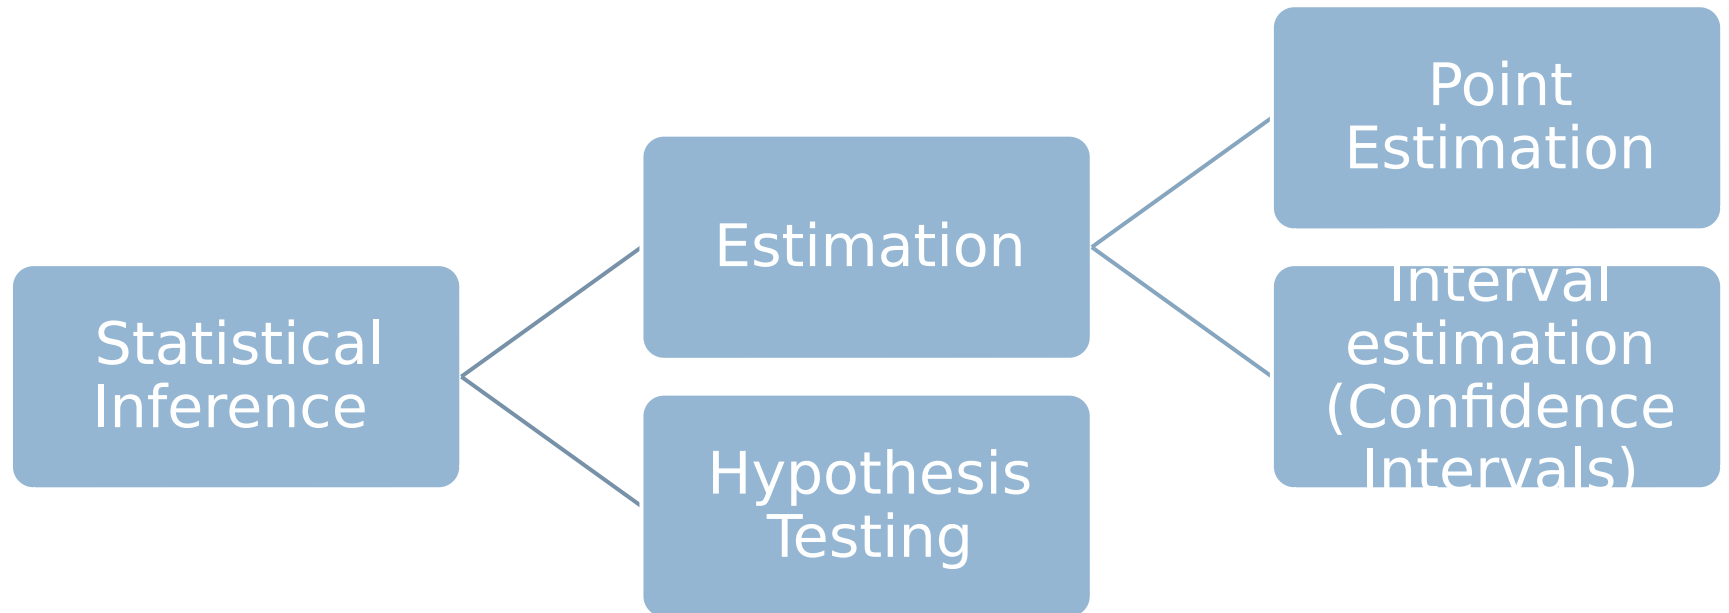 Statistical
Inference
Estimation
Hypothesis
Testing
Point
Estimation
Interval
estimation
(Confidence
Intervals)